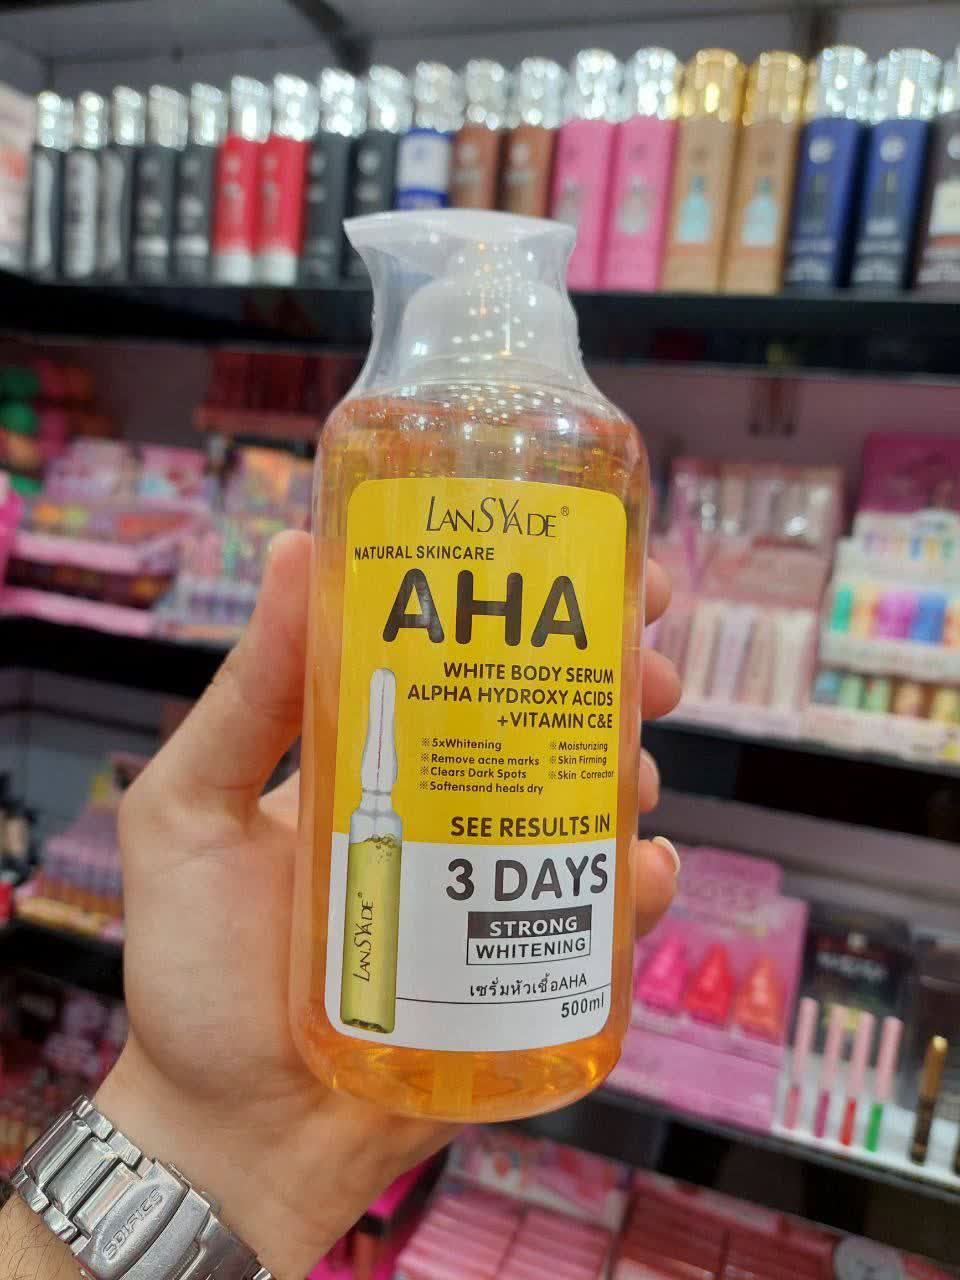 LANSYADE®
NATURAL SKINCARE
AHA
WHITE BODY SERUM
ALPHA HYDROXY ACIDS
+VITAMIN C&E
※5xWhitening
※Moisturizing
※Remove acne marks
※Skin Firming
※Clears Dark Spots
※Skin Corrector
※Softensand heals dry
SEE RESULTS IN
3 DAYS
STRONG
WHITENING
เซรั่มหัวเชื้อAHA
500ml
LANSYADE®